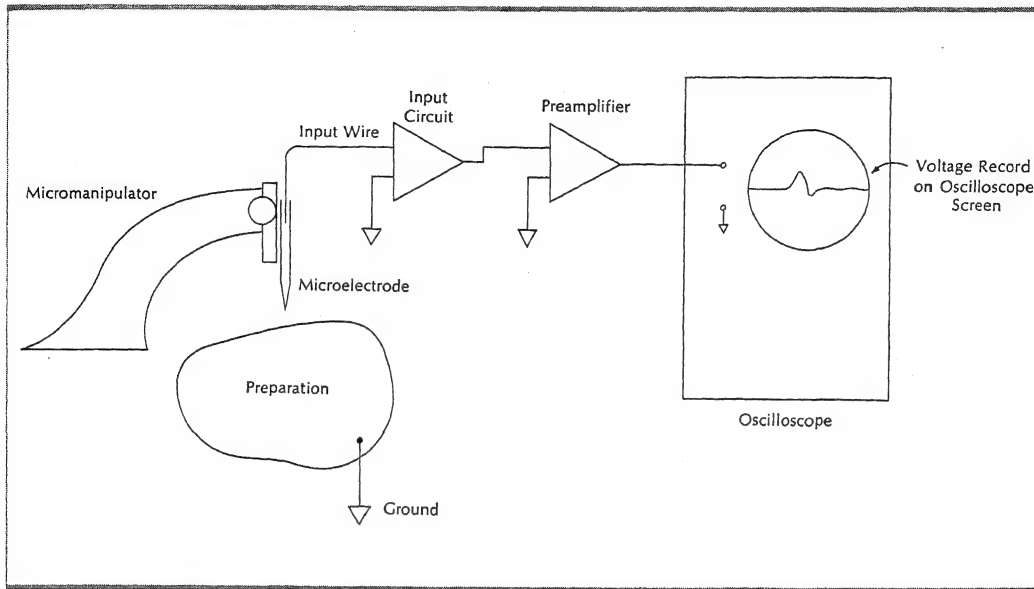 Input
Circuit
Preamplifier
Input Wire
Micromanipulator
Voltage Record
on Oscilloscope
Screen
Microelectrode
Preparation
Oscilloscope
Ground